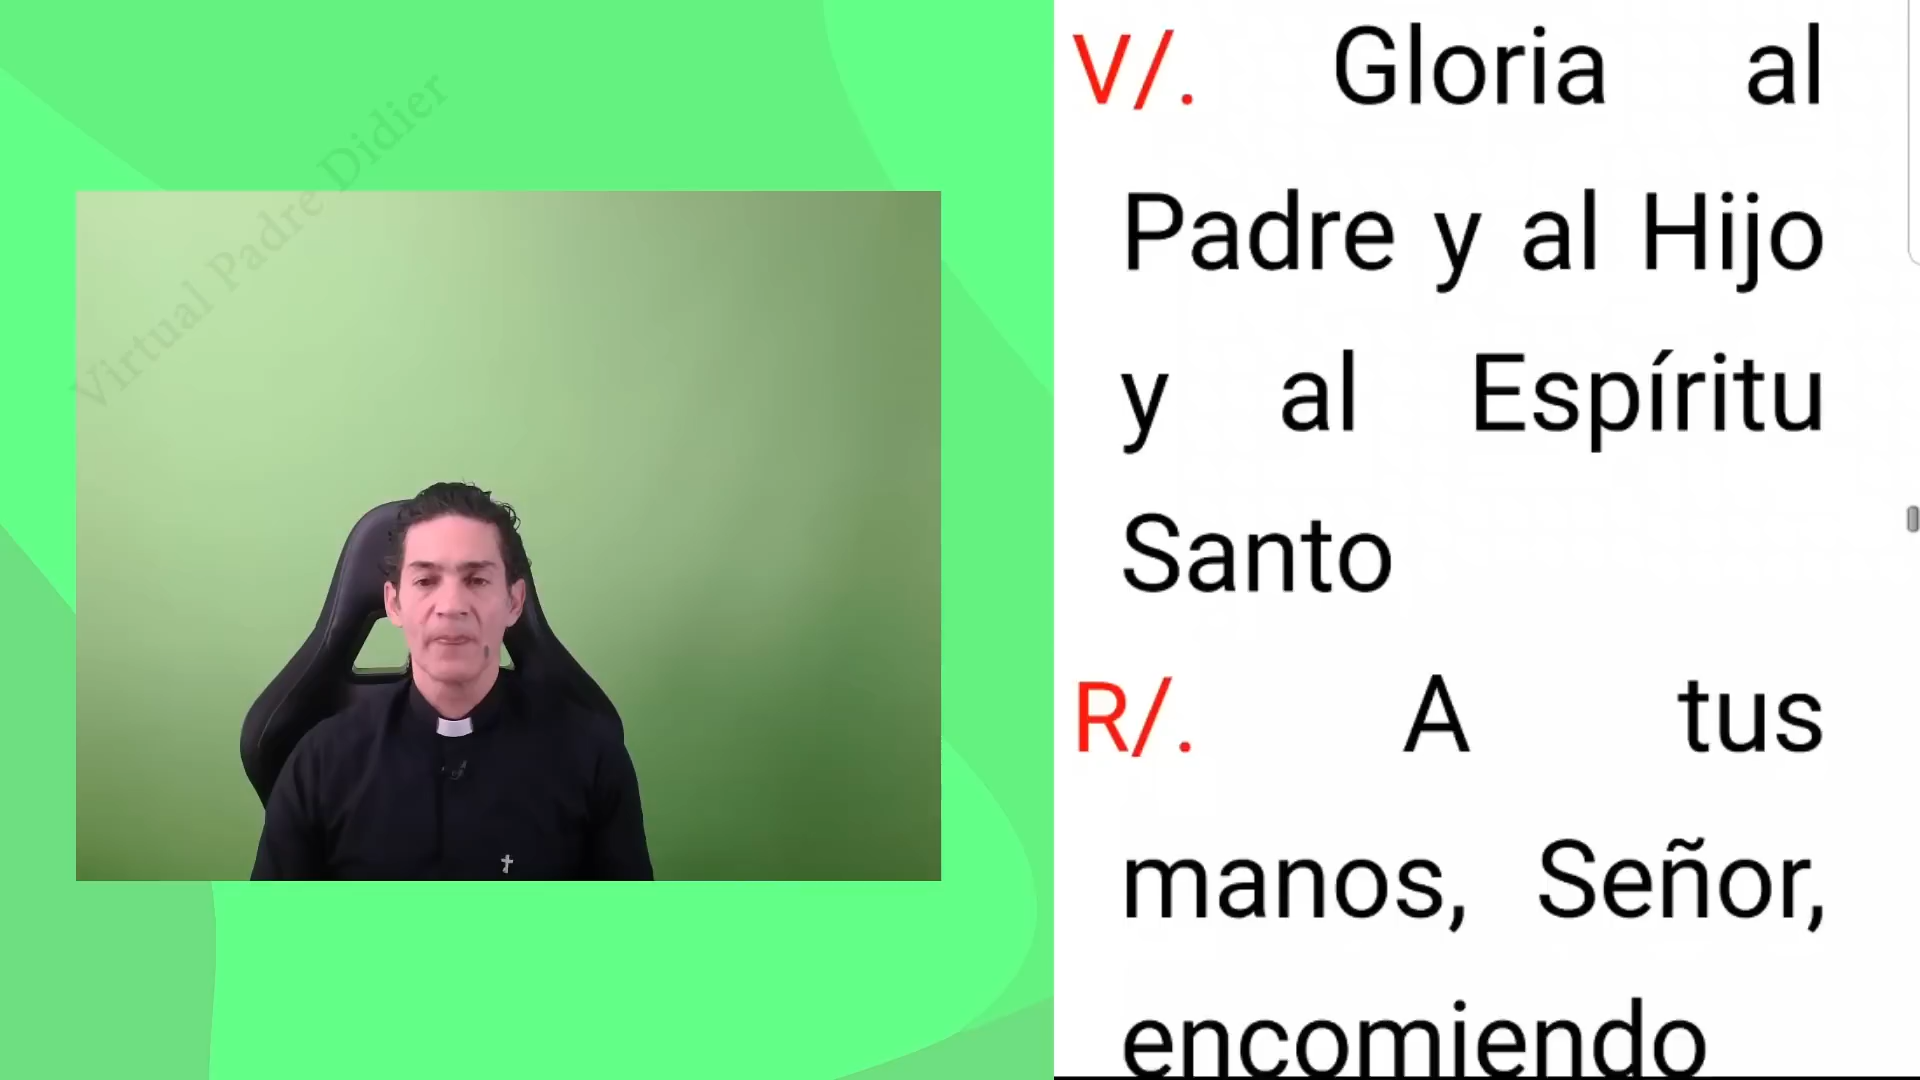 Virtual Padre Didier
V/. Gloria al
Padre y al Hijo
y al Espíritu
Santo
R/. A tus
manos, Señor,
encomiendo